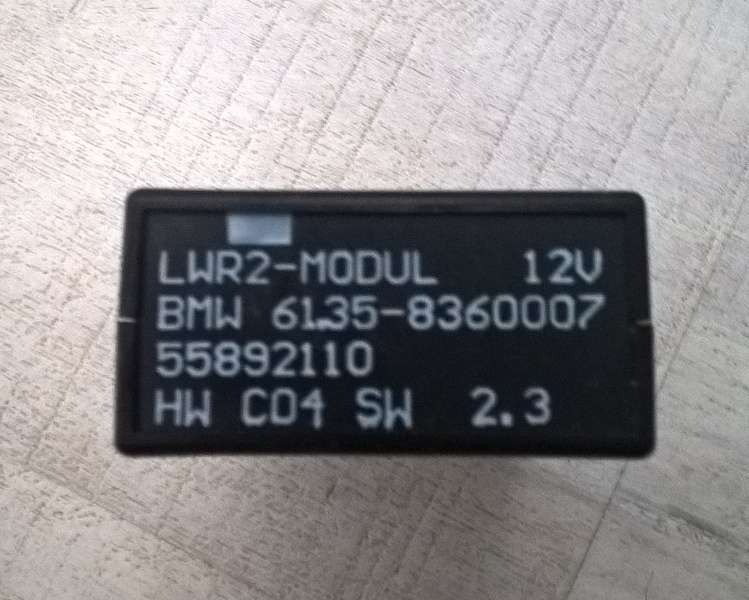 LWR2-MODUL 12V
BMW 61.35-8360007
55892110
HW C04 SW 2.3